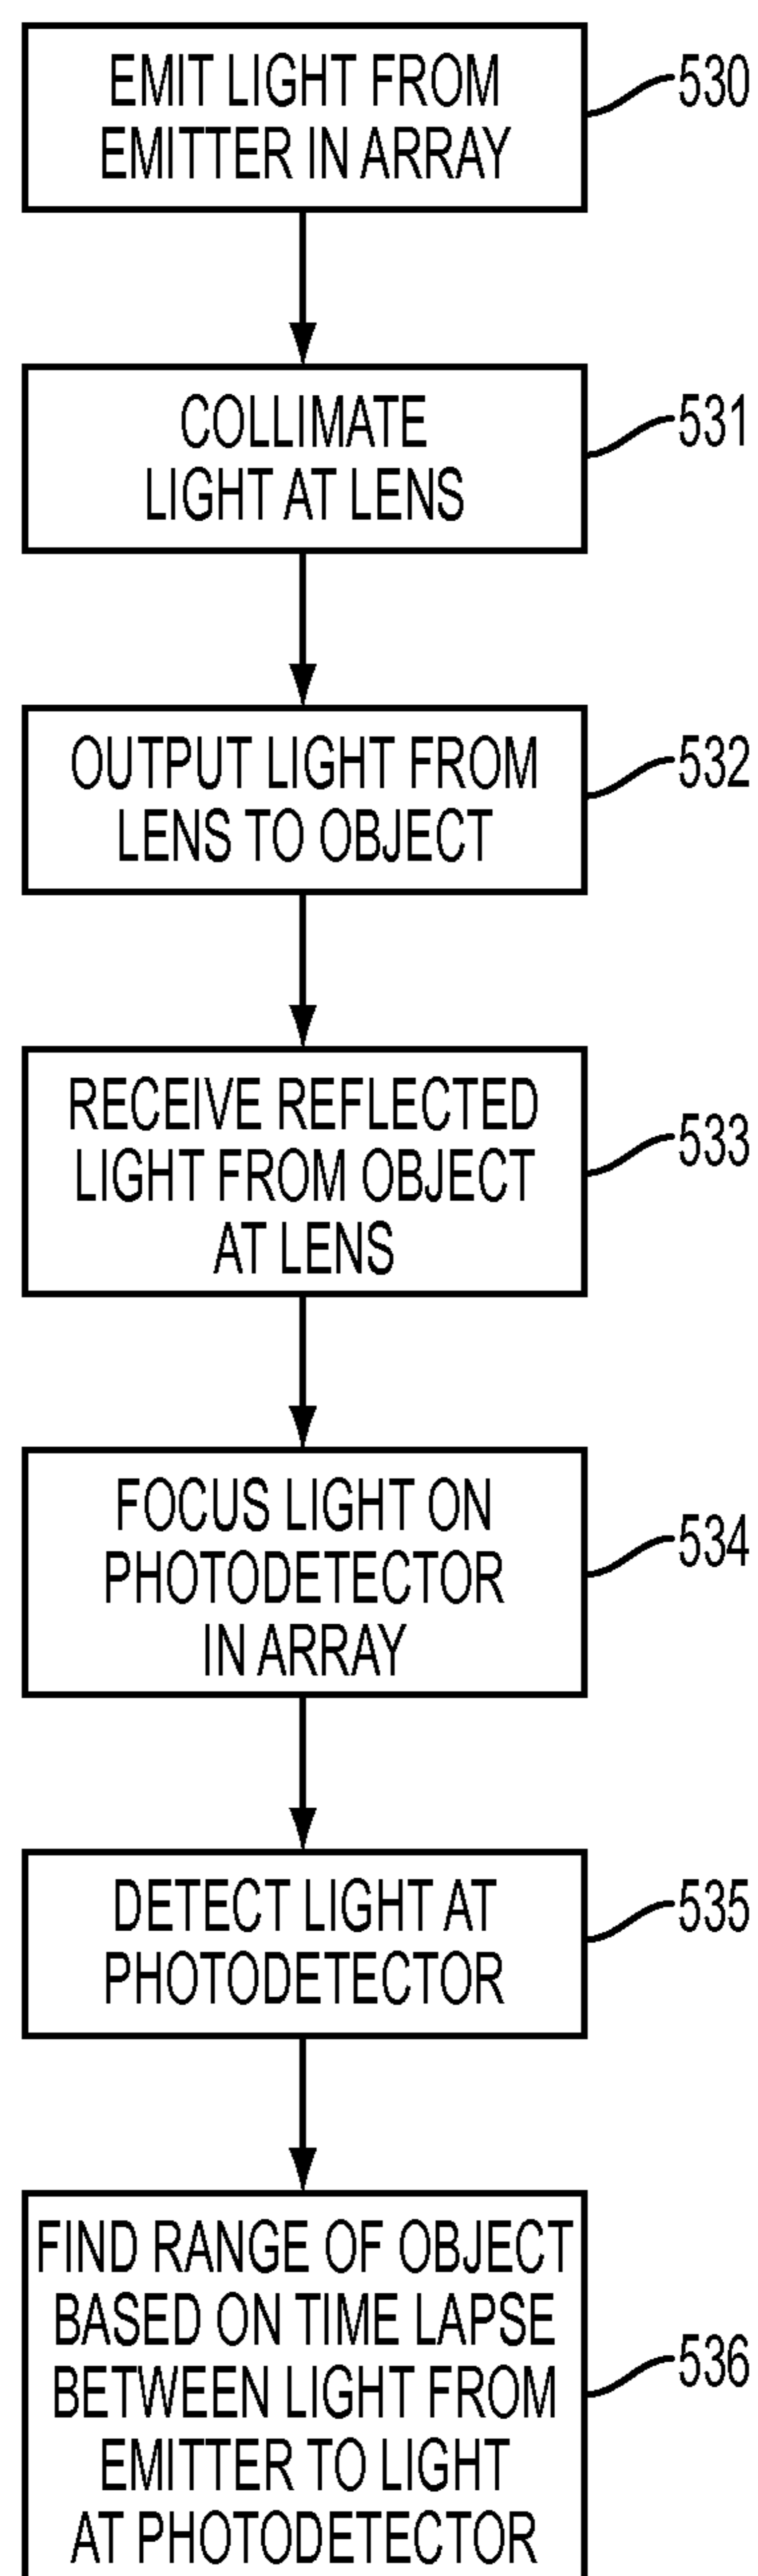 EMIT LIGHT FROM
EMITTER IN ARRAY
530
COLLIMATE
LIGHT AT LENS
531
OUTPUT LIGHT FROM
LENS TO OBJECT
532
RECEIVE REFLECTED
LIGHT FROM OBJECT
AT LENS
533
FOCUS LIGHT ON
PHOTODETECTOR
IN ARRAY
534
DETECT LIGHT AT
PHOTODETECTOR
535
FIND RANGE OF OBJECT
BASED ON TIME LAPSE
BETWEEN LIGHT FROM
EMITTER TO LIGHT
AT PHOTODETECTOR
536